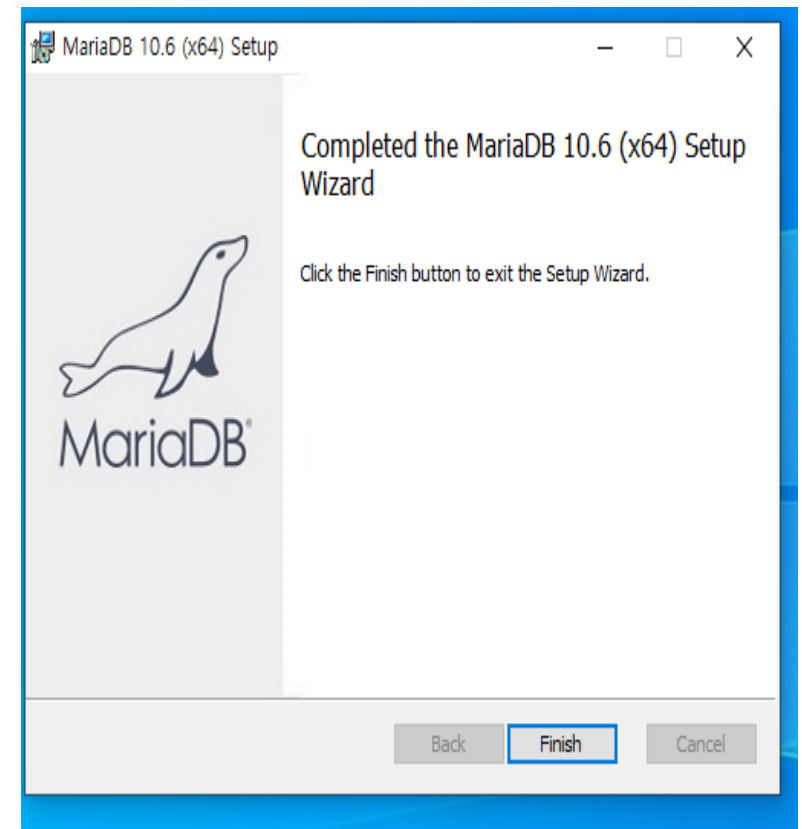 MariaDB 10.6 (x64) Setup
Completed the MariaDB 10.6 (x64) Setup
Wizard
Click the Finish button to exit the Setup Wizard.
MariaDB®
Back
Finish
Cancel